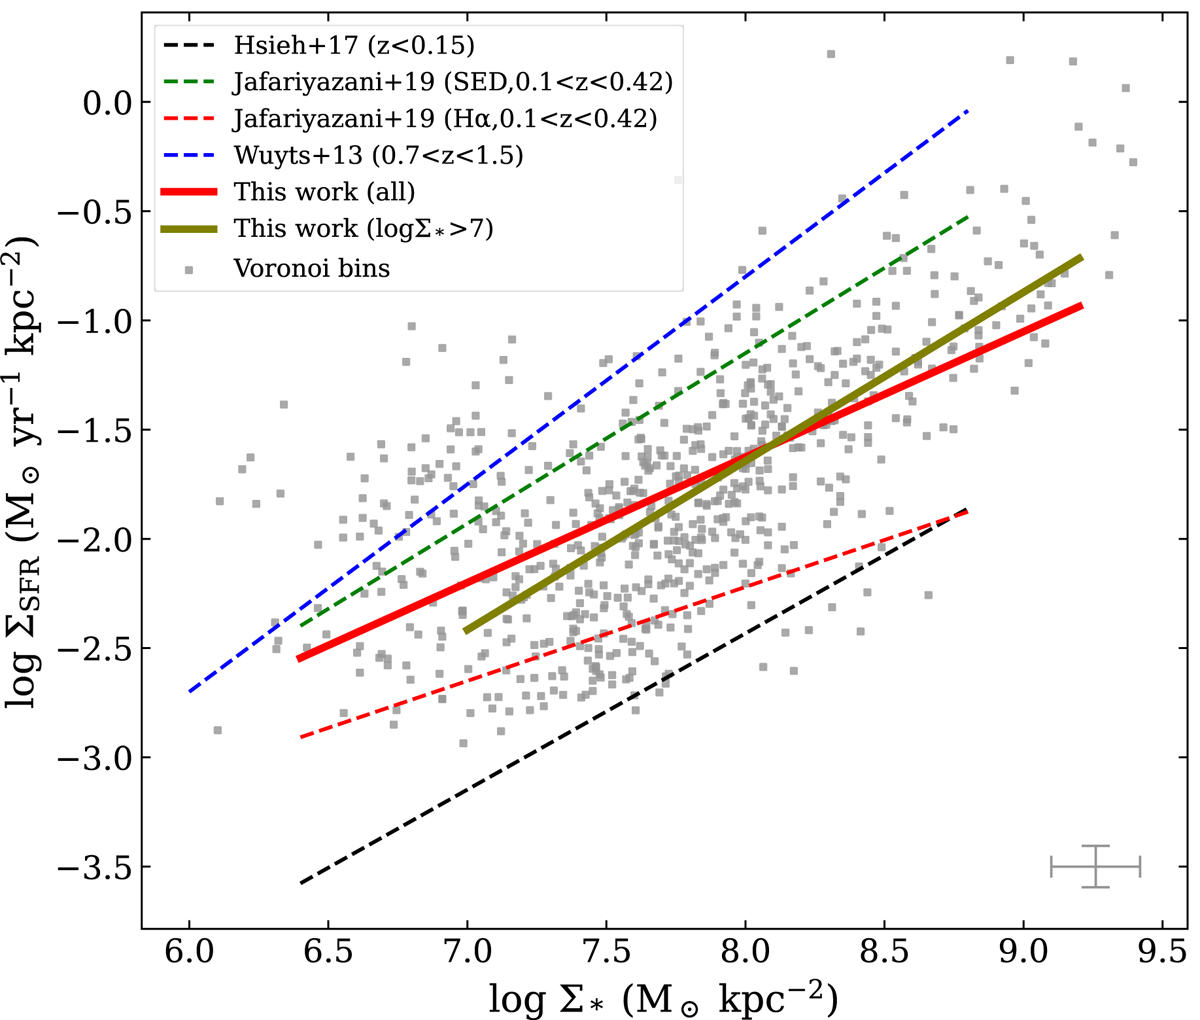 Hsieh+17 (z<0.15)
Jafariyazani+19 (SED,0.1<z<0.42)
Jafariyazani+19 (Hα,0.1<z<0.42)
Wuyts+13 (0.7<z<1.5)
This work (all)
This work (logΣ∗>7)
Voronoi bins
0.0
−0.5
−1.0
−1.5
−2.0
−2.5
−3.0
−3.5
log ΣSFR (M⊙ yr−1 kpc−2)
6.0 6.5 7.0 7.5 8.0 8.5 9.0 9.5
log Σ∗ (M⊙ kpc−2)